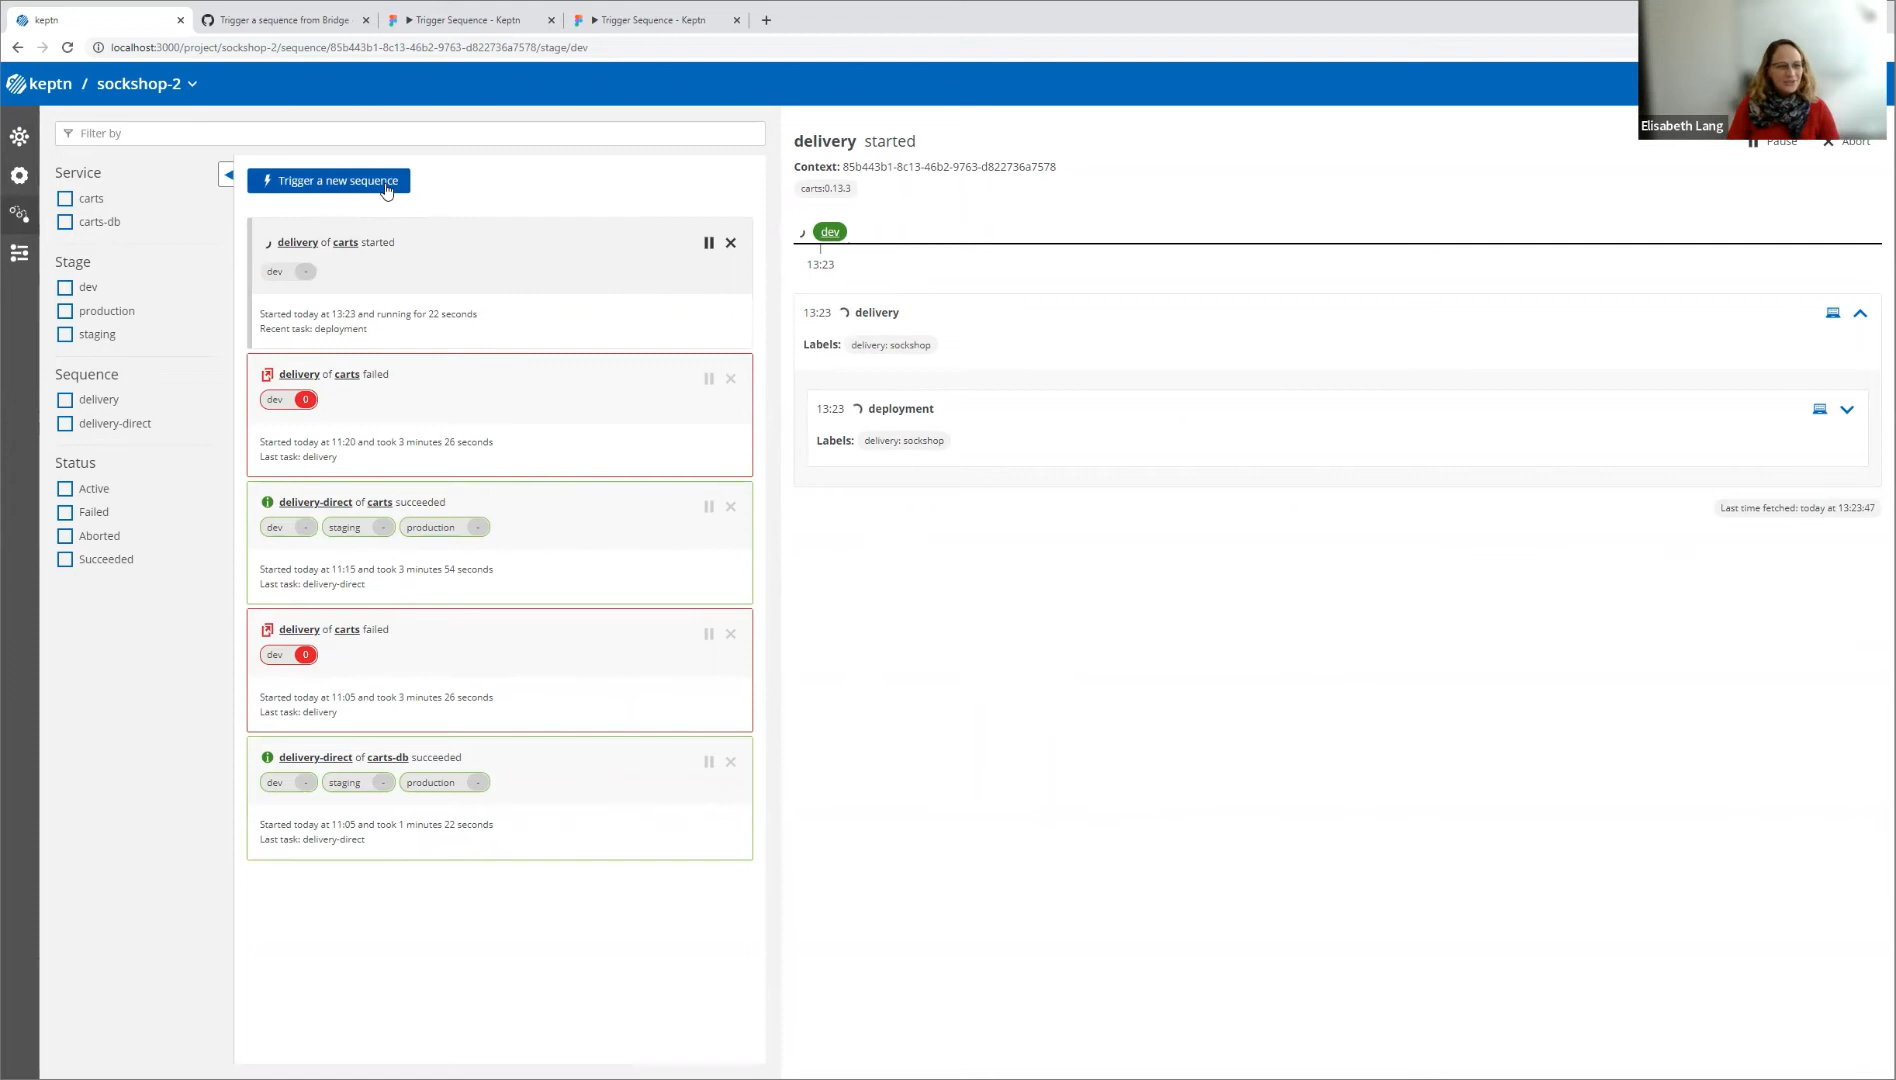 keptn
Trigger a sequence from Bridge
Trigger Sequence - Keptn
Trigger Sequence - Keptn
localhost:3000/project/sockshop-2/sequence/85b443b1-8c13-46b2-9763-d822736a7578/stage/dev
keptn / sockshop-2
Elisabeth Lang
Filter by
Service
carts
carts-db
Stage
dev
production
staging
Sequence
delivery
delivery-direct
Status
Active
Failed
Aborted
Succeeded
Trigger a new sequence
delivery of carts started
dev -
Started today at 13:23 and running for 22 seconds
Recent task: deployment
delivery of carts failed
dev 0
Started today at 11:20 and took 3 minutes 26 seconds
Last task: delivery
delivery-direct of carts succeeded
dev - staging - production -
Started today at 11:15 and took 3 minutes 54 seconds
Last task: delivery-direct
delivery of carts failed
dev 0
Started today at 11:05 and took 3 minutes 26 seconds
Last task: delivery
delivery-direct of carts-db succeeded
dev - staging - production -
Started today at 11:05 and took 1 minutes 22 seconds
Last task: delivery-direct
delivery started
Pause Abort
Context: 85b443b1-8c13-46b2-9763-d822736a7578
carts:0.13.3
dev
13:23
13:23 delivery
Labels: delivery: sockshop
13:23 deployment
Labels: delivery: sockshop
Last time fetched: today at 13:23:47